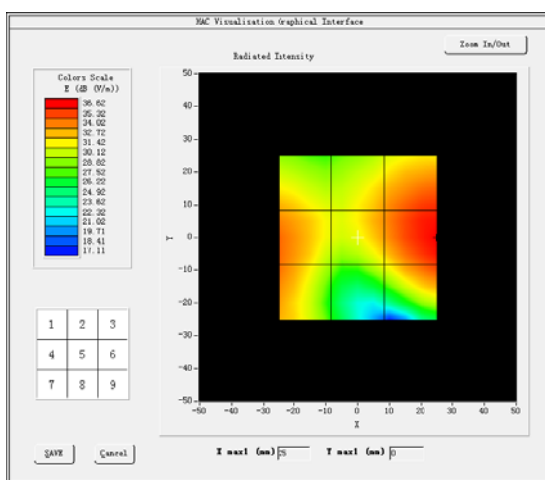 HAC Visualisation Graphical Interface
Zoom In/Out
Radiated Intensity
Colors Scale
E (dB (V/m))
36.62
35.32
34.02
32.72
31.42
30.12
28.82
27.52
26.22
24.92
23.62
22.32
21.02
19.71
18.41
17.11
50
40
30
20
10
0
-10
-20
-30
-40
-50
Y
-50 -40 -30 -20 -10 0 10 20 30 40 50
X
1 2 3
4 5 6
7 8 9
SAVE Cancel
X max1 (mm) 25 Y max1 (mm) 0